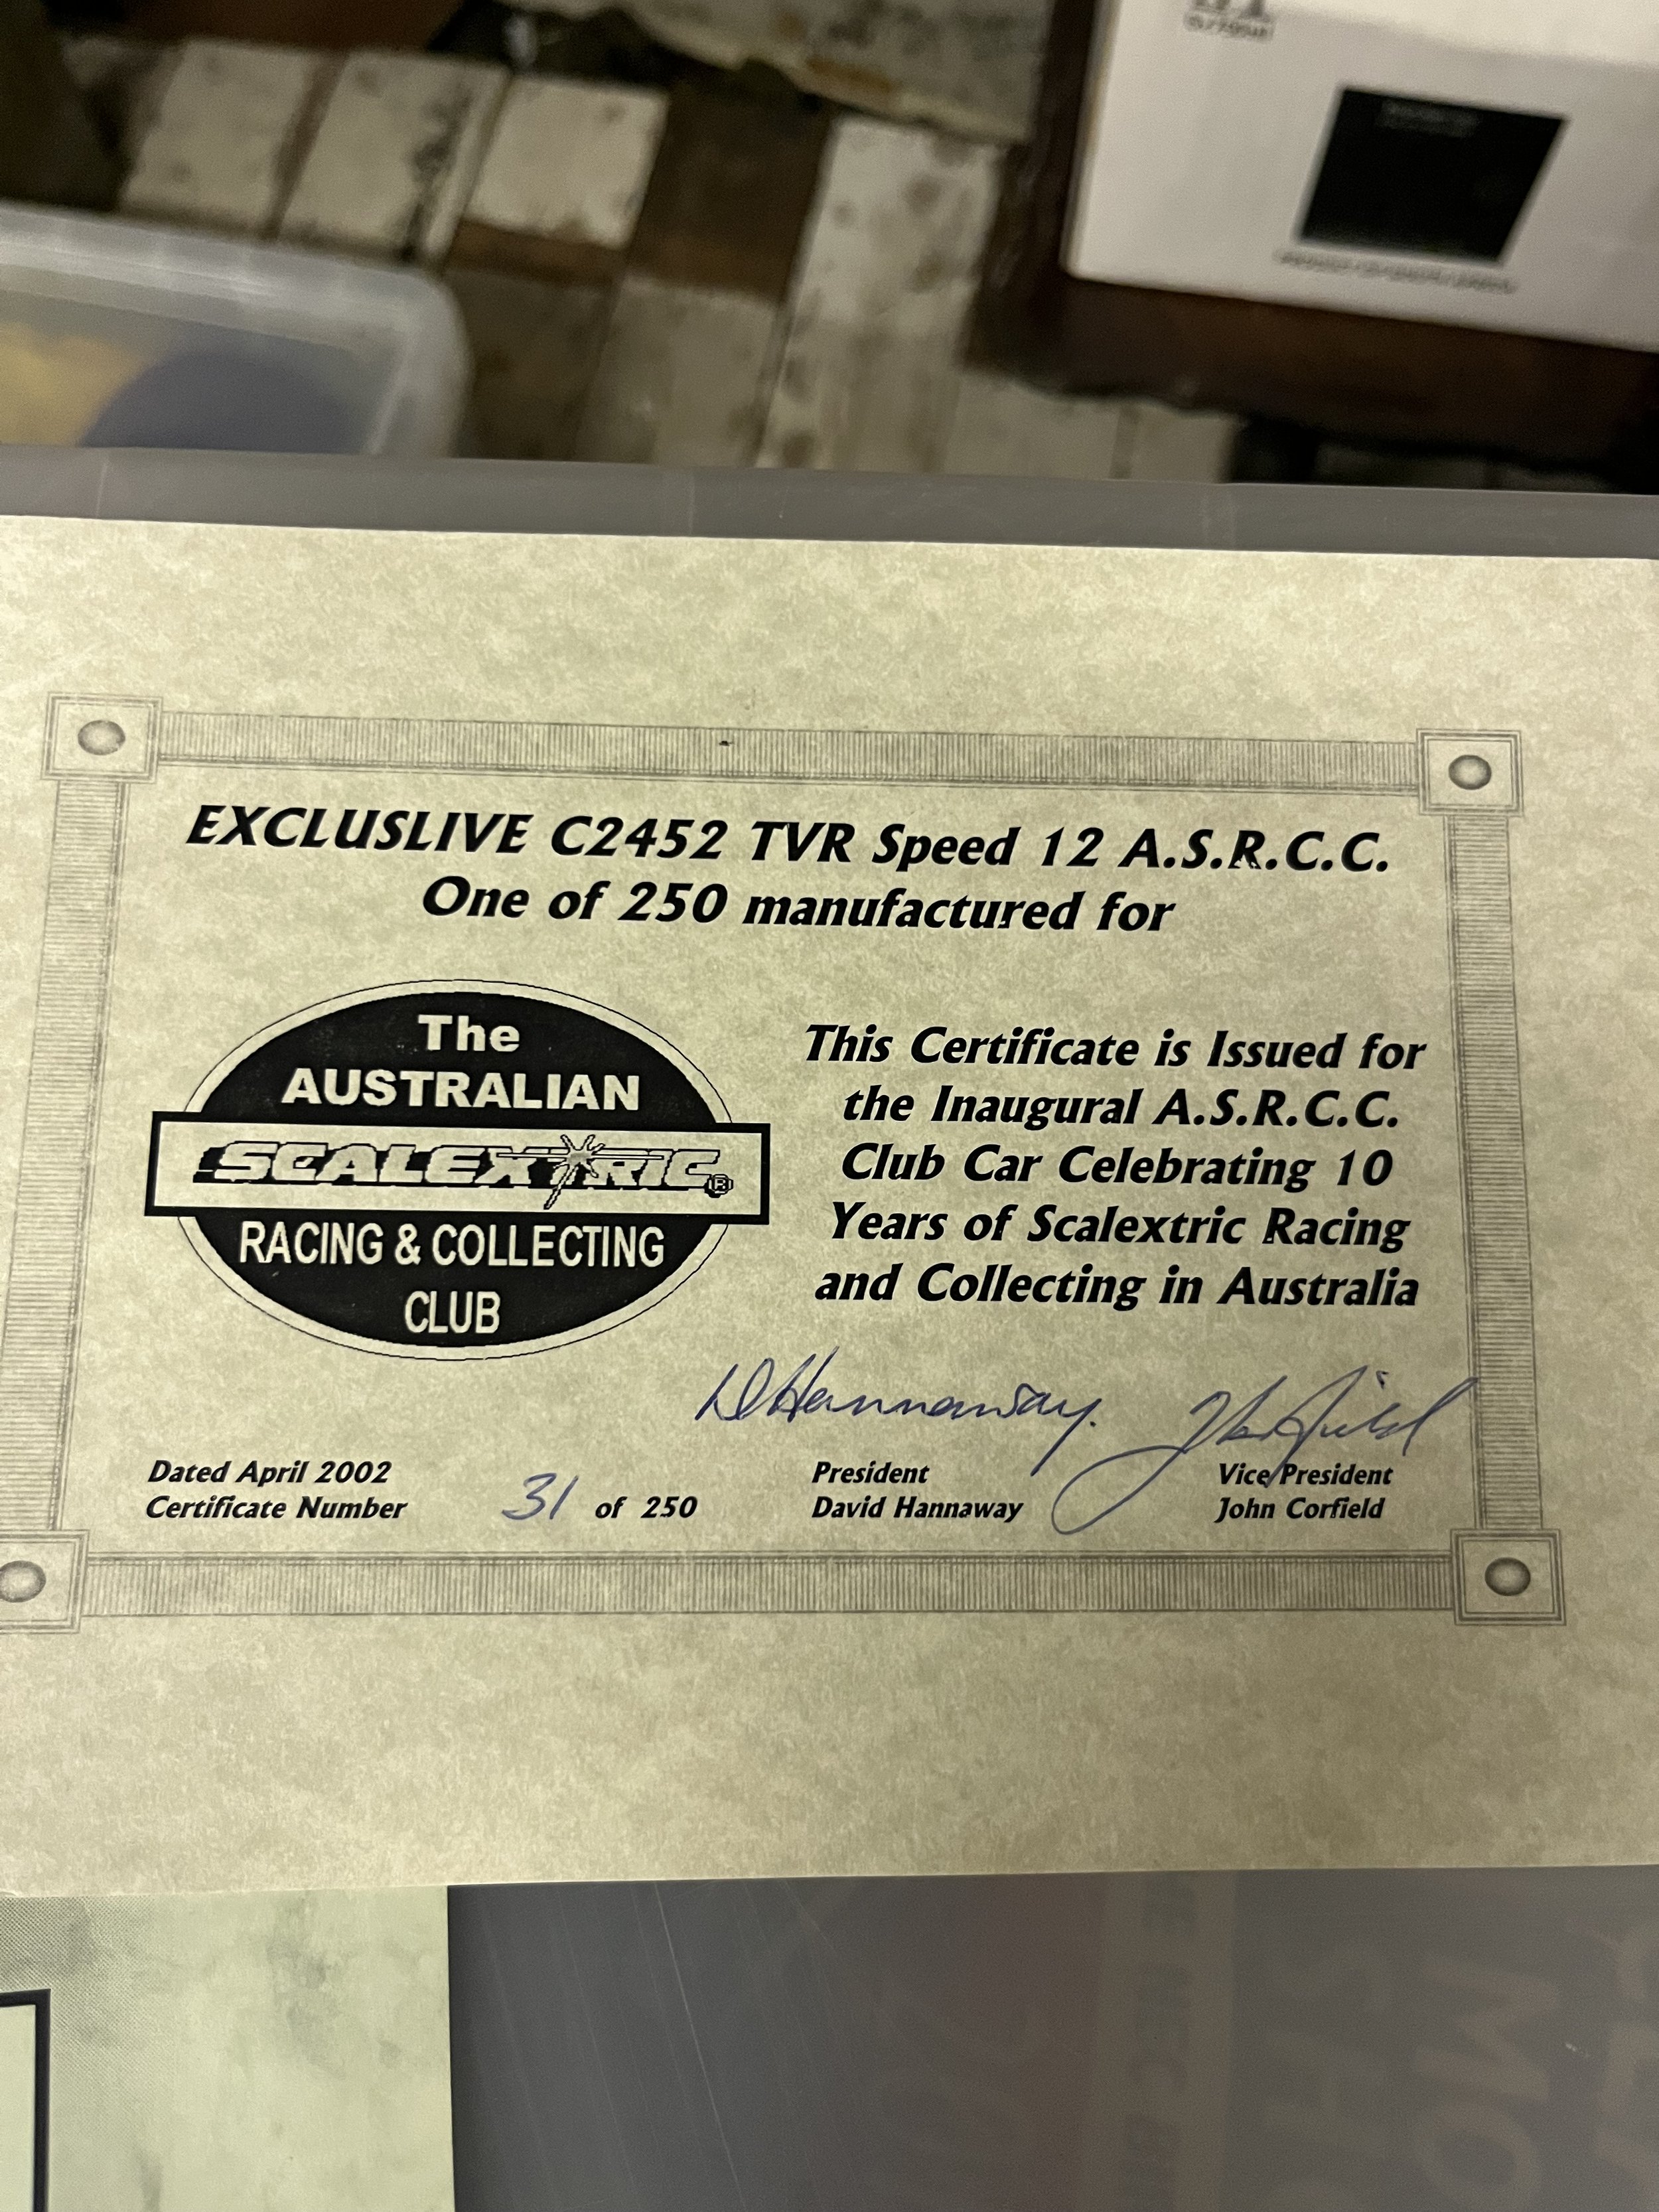 EXCLUSLIVE C2452 TVR Speed 12 A.S.R.C.C.
One of 250 manufactured for
The
AUSTRALIAN
SCALEXTRIC ®
RACING & COLLECTING
CLUB
This Certificate is Issued for
the Inaugural A.S.R.C.C.
Club Car Celebrating 10
Years of Scalextric Racing
and Collecting in Australia
D Hannaway.
J Corfield
Dated April 2002
Certificate Number 31 of 250
President
David Hannaway
Vice President
John Corfield